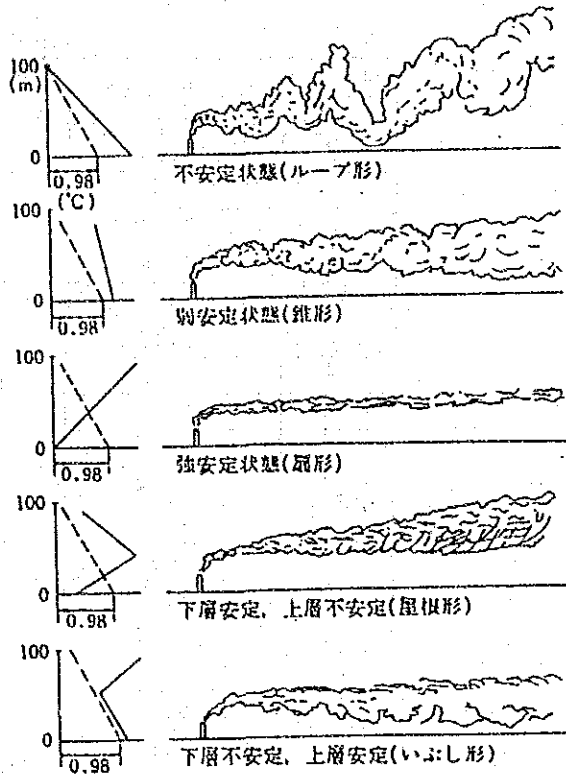 100
(m)
0
0.98
(℃)
不安定状態(ループ形)
100
0
0.98
弱安定状態(錐形)
100
0
0.98
強安定状態(扇形)
100
0
0.98
下層安定, 上層不安定(屋根形)
100
0
0.98
下層不安定, 上層安定(いぶし形)